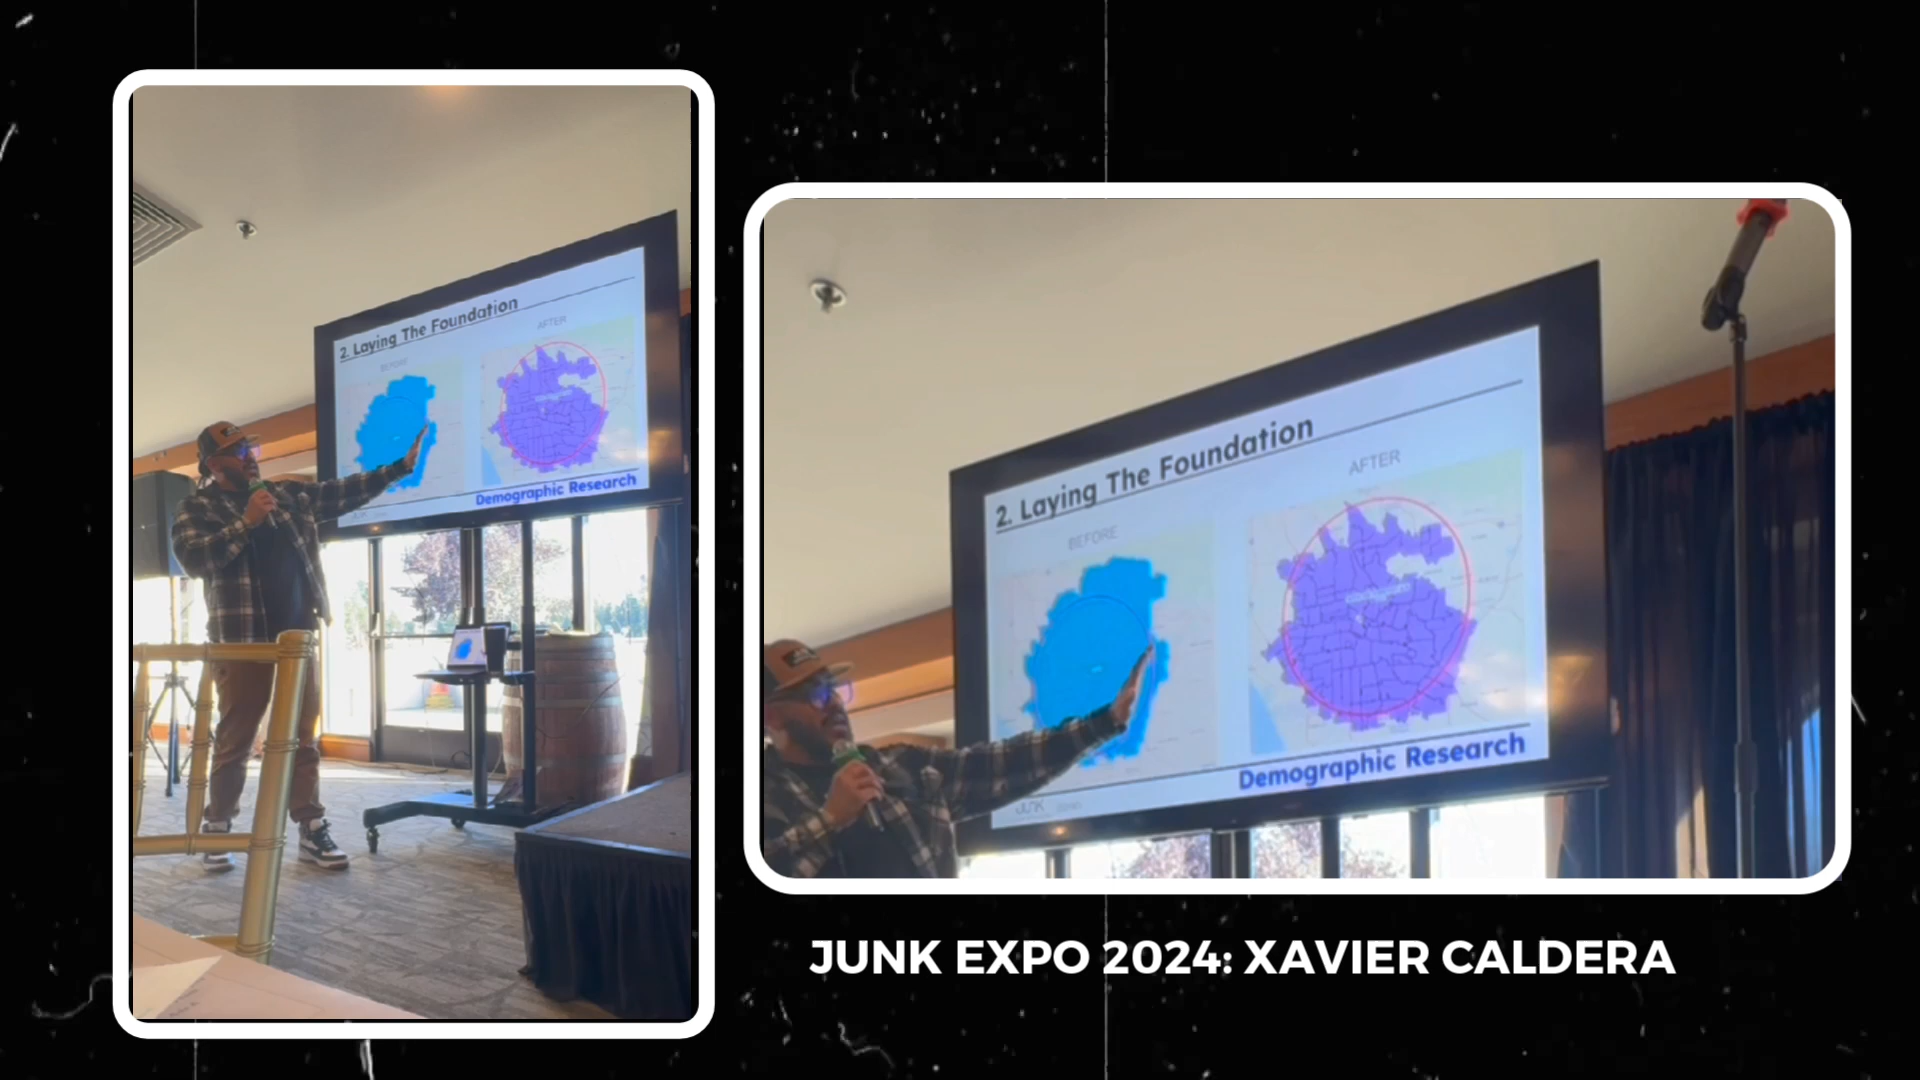 2. Laying The Foundation
BEFORE
AFTER
Demographic Research
2. Laying The Foundation
BEFORE
AFTER
Demographic Research
JUNK
JUNK EXPO 2024: XAVIER CALDERA